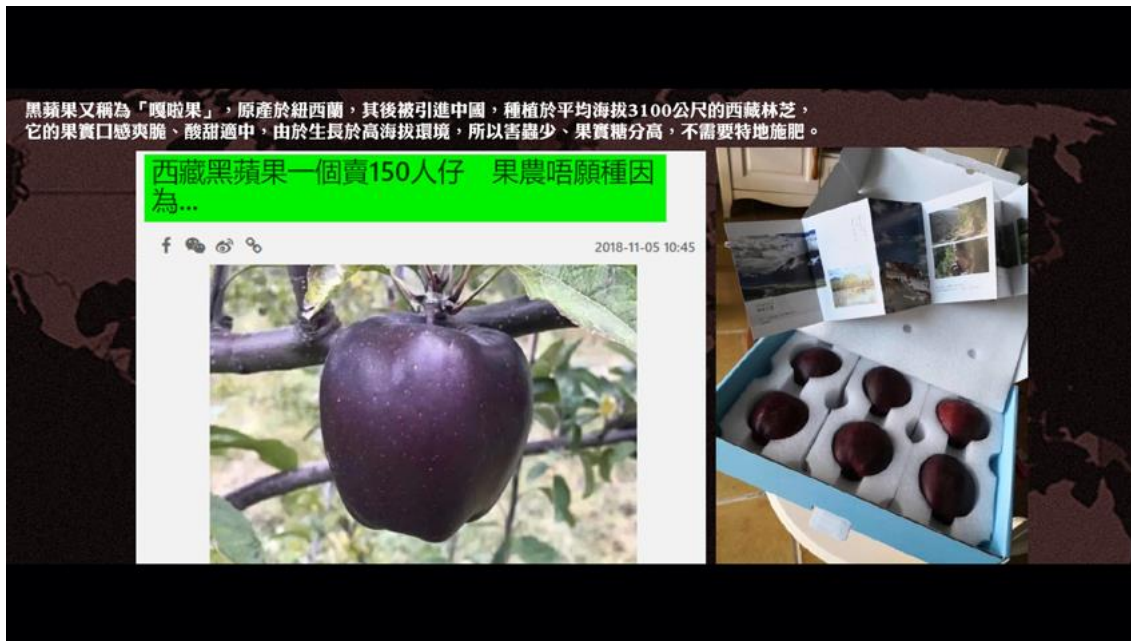 黑蘋果又稱為「嘎啦果」，原產於紐西蘭，其後被引進中國，種植於平均海拔3100公尺的西藏林芝，
它的果實口感爽脆、酸甜適中，由於生長於高海拔環境，所以害蟲少、果實糖分高，不需要特地施肥。
西藏黑蘋果一個賣150人仔　果農唔願種因
為...
2018-11-05 10:45